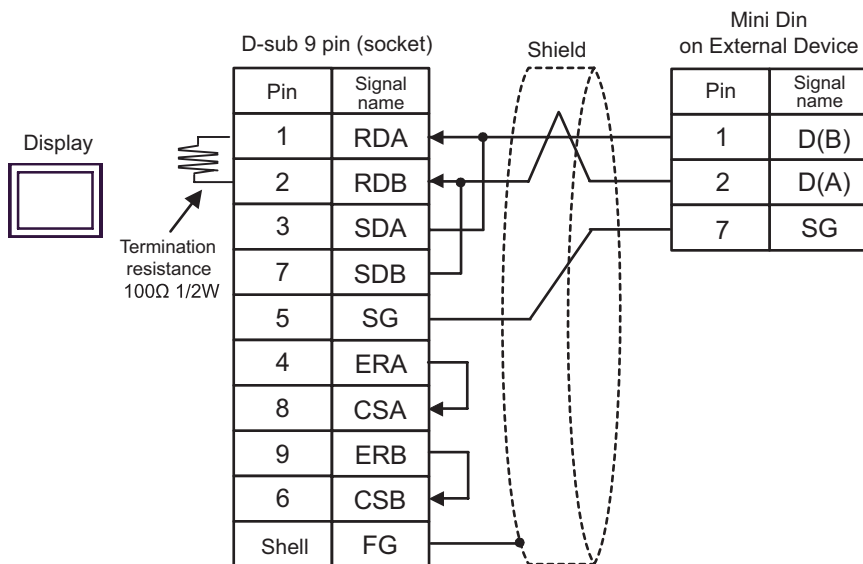 Mini Din
on External Device
D-sub 9 pin (socket)
Shield
Display
Termination
resistance
100Ω 1/2W
Pin Signal name
1 RDA
2 RDB
3 SDA
7 SDB
5 SG
4 ERA
8 CSA
9 ERB
6 CSB
Shell FG
Pin Signal name
1 D(B)
2 D(A)
7 SG